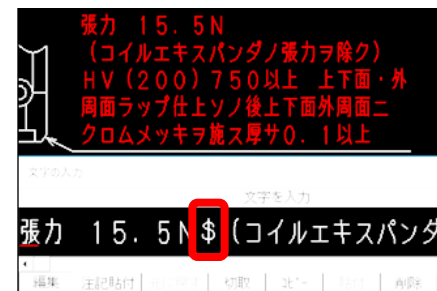 張力 15.5N
(コイルエキスパンダノ張力ヲ除ク)
HV(200)750以上 上下面・外
周面ラップ仕上ソノ後上下面外周面ニ
クロムメッキヲ施ス厚サ0.1以上
文字の入力
文字を入力
張力 15.5N$(コイルエキスパンダ
編集 注記貼付 切取 コピー 貼付 削除